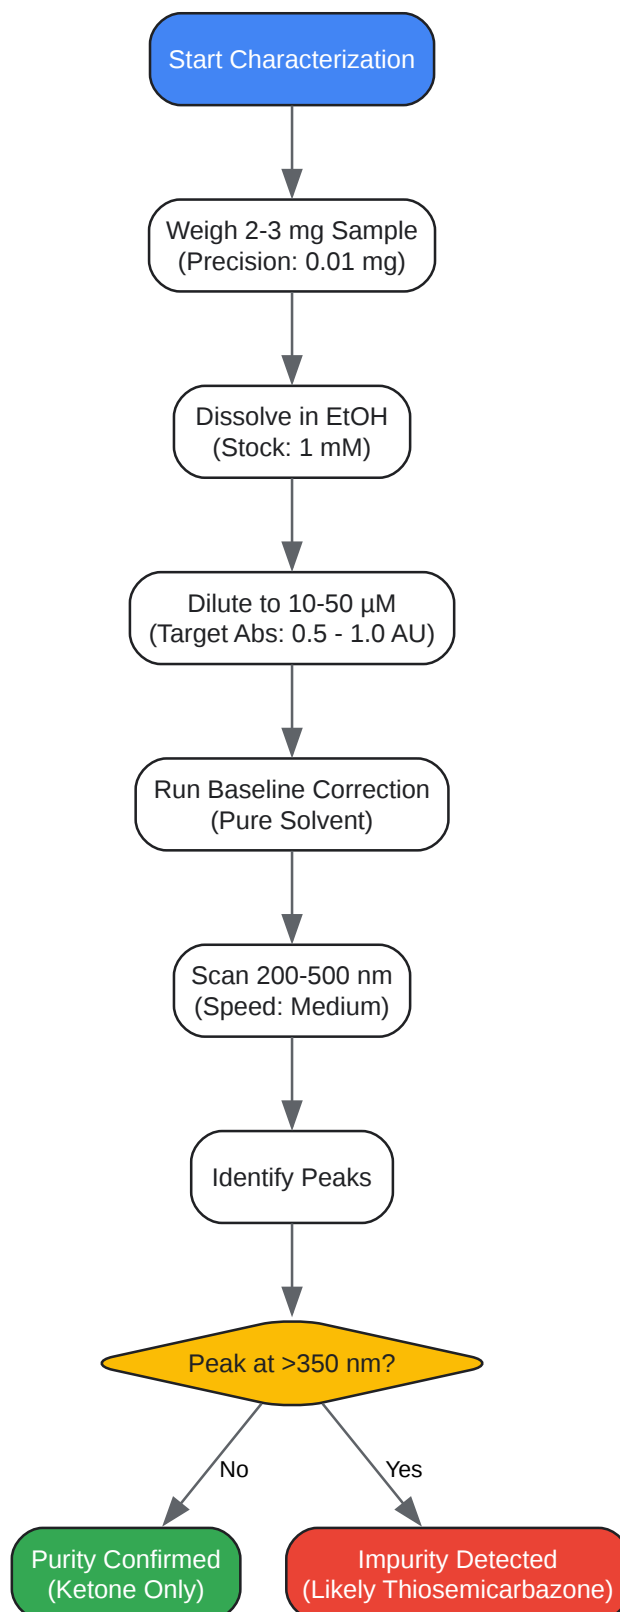 Start Characterization
Weigh 2-3 mg Sample
(Precision: 0.01 mg)
Dissolve in EtOH
(Stock: 1 mM)
Dilute to 10-50 µM
(Target Abs: 0.5 - 1.0 AU)
Run Baseline Correction
(Pure Solvent)
Scan 200-500 nm
(Speed: Medium)
Identify Peaks
Peak at >350 nm?
No
Yes
Purity Confirmed
(Ketone Only)
Impurity Detected
(Likely Thiosemicarbazone)